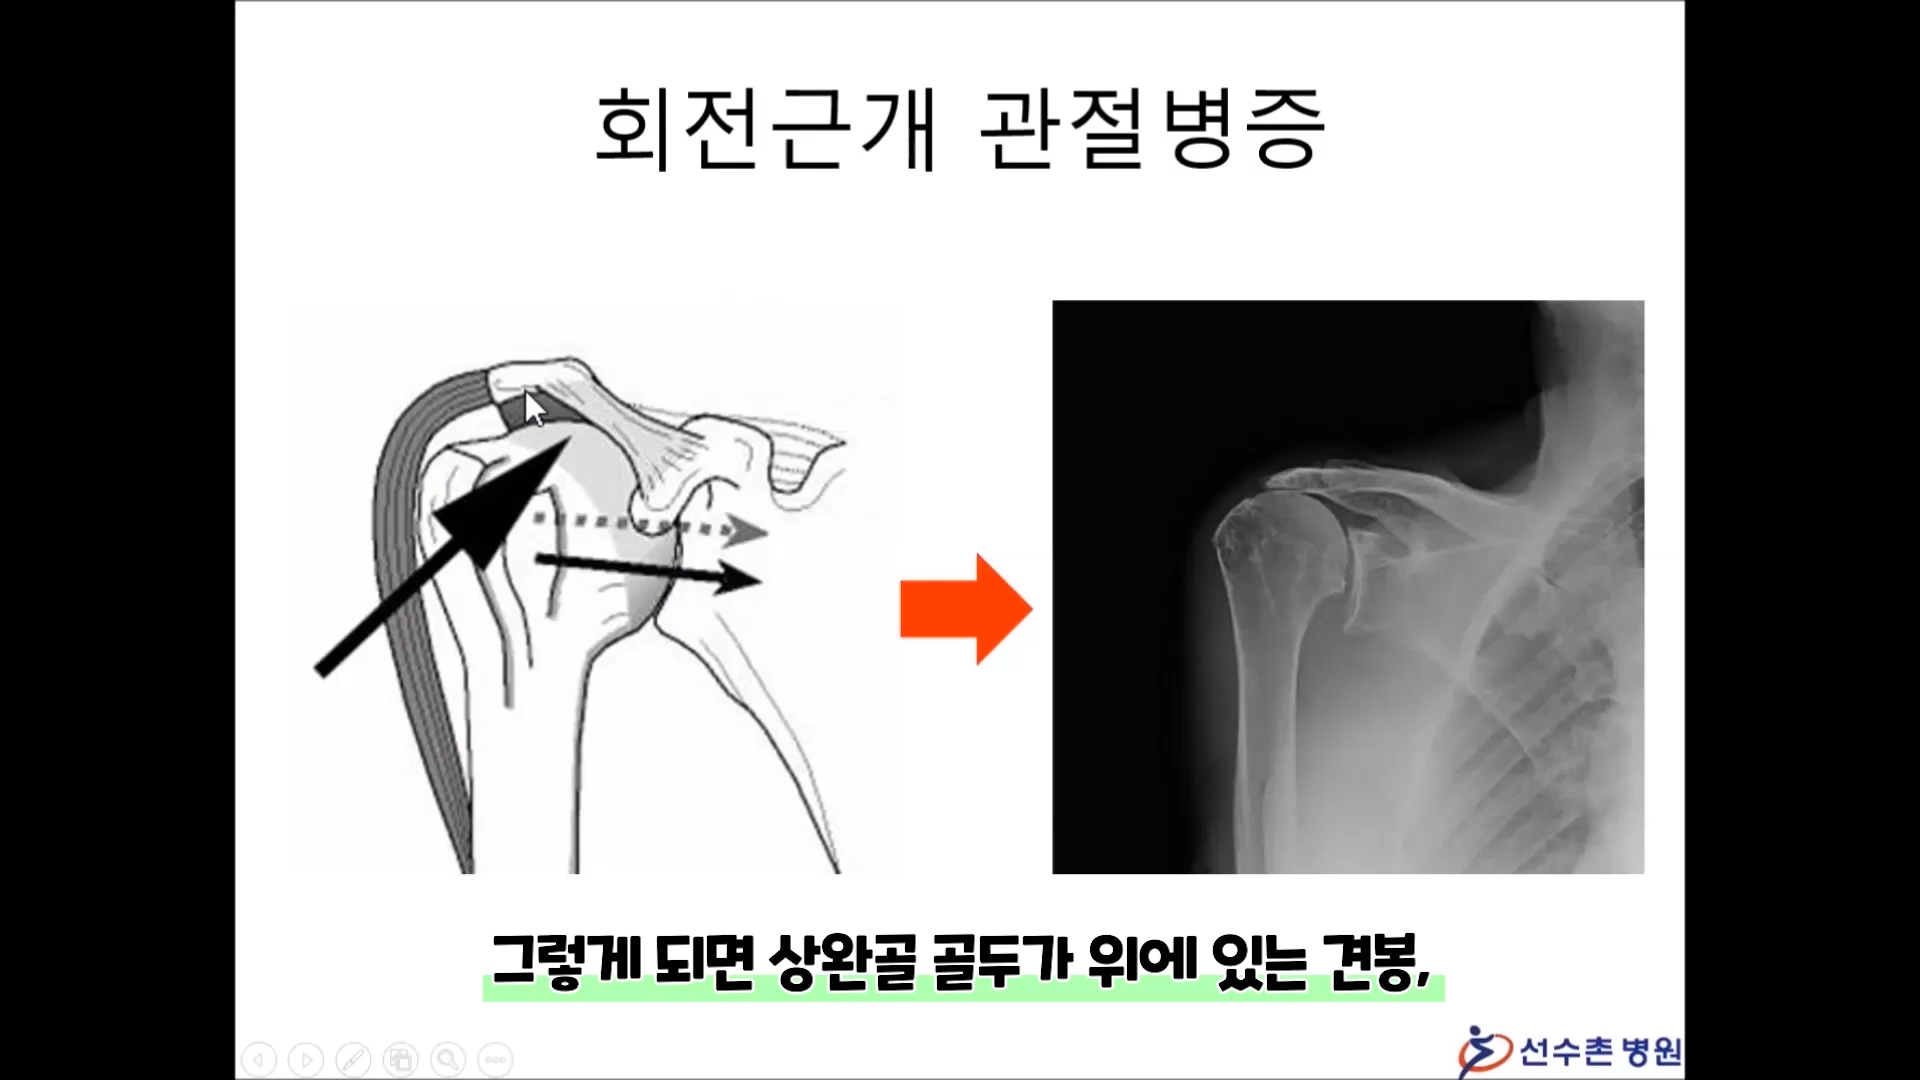 회전근개 관절병증
그렇게 되면 상완골 골두가 위에 있는 견봉,
선수촌 병원